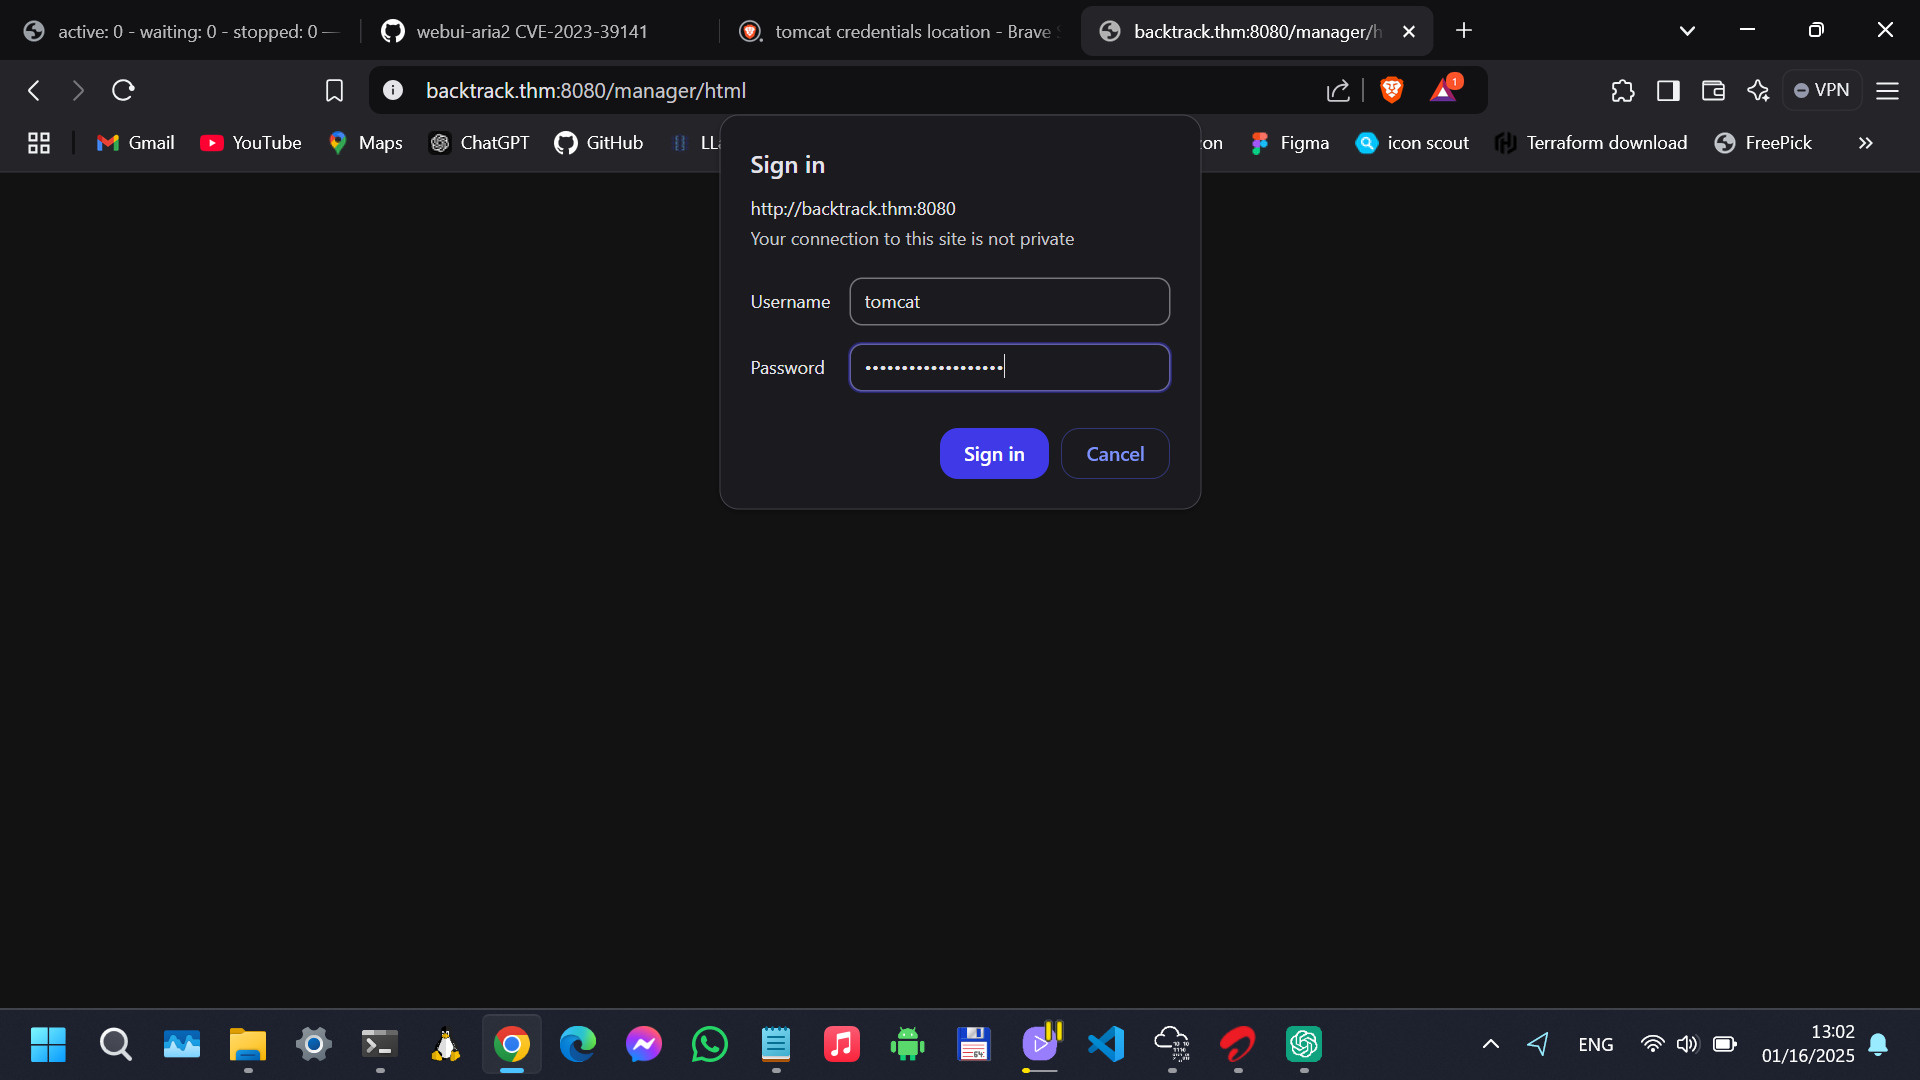 active: 0 - waiting: 0 - stopped: 0 —
webui-aria2 CVE-2023-39141
tomcat credentials location - Brave S
backtrack.thm:8080/manager/h
backtrack.thm:8080/manager/html
1
VPN
Gmail
YouTube
Maps
ChatGPT
GitHub
Figma
icon scout
Terraform download
FreePick
Sign in
http://backtrack.thm:8080
Your connection to this site is not private
Username
tomcat
Password
•••••••••••••••••••
Sign in
Cancel
ENG
13:02
01/16/2025